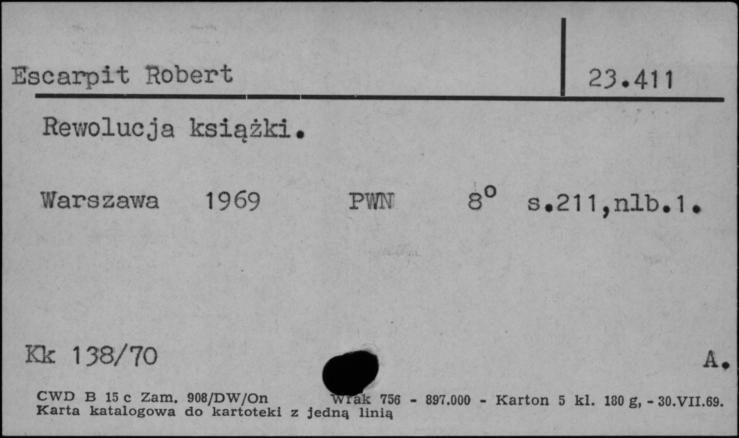 Escarpit Robert 23.411
Rewolucja książki.
Warszawa 1969 PWN 8° s.211,nlb.1.
Kk 138/70 A.
CWD B 15 c Zam. 908/DW/On Wrak 756 - 897.000 - Karton 5 kl. 180 g, - 30.VII.69.
Karta katalogowa do kartoteki z jedną linią